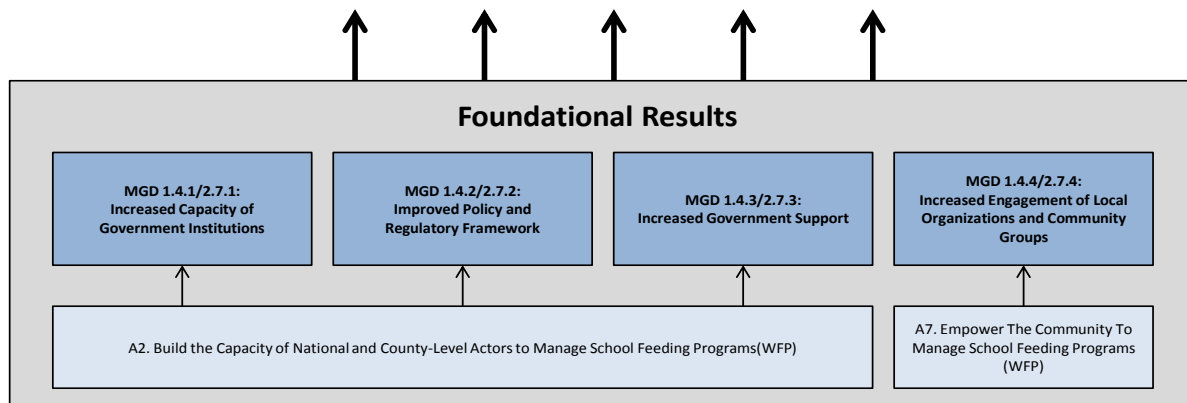 Foundational Results
MGD 1.4.1/2.7.1:
Increased Capacity of
Government Institutions
MGD 1.4.2/2.7.2:
Improved Policy and
Regulatory Framework
MGD 1.4.3/2.7.3:
Increased Government Support
MGD 1.4.4/2.7.4:
Increased Engagement of Local
Organizations and Community
Groups
A2. Build the Capacity of National and County-Level Actors to Manage School Feeding Programs(WFP)
A7. Empower The Community To
Manage School Feeding Programs
(WFP)